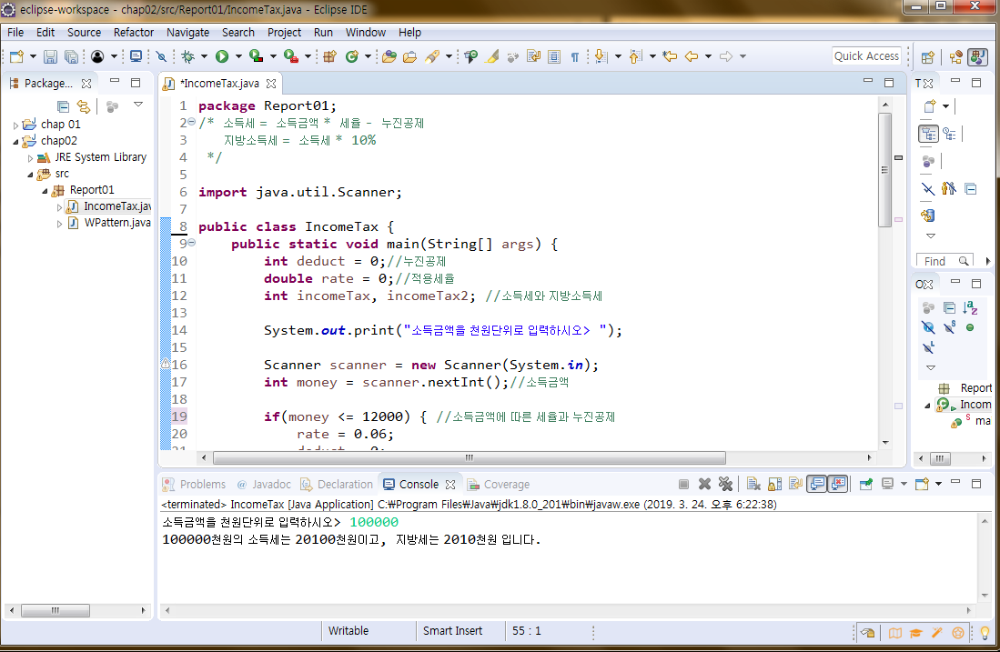 eclipse-workspace - chap02/src/Report01/IncomeTax.java - Eclipse IDE
File Edit Source Refactor Navigate Search Project Run Window Help
Quick Access
Package...
*IncomeTax.java
chap 01
chap02
JRE System Library
src
Report01
IncomeTax.jav
WPattern.java
1 package Report01;
2 /* 소득세 = 소득금액 * 세율 - 누진공제
3 지방소득세 = 소득세 * 10%
4 */
5
6 import java.util.Scanner;
7
8 public class IncomeTax {
9 public static void main(String[] args) {
10 int deduct = 0;//누진공제
11 double rate = 0;//적용세율
12 int incomeTax, incomeTax2; //소득세와 지방소득세
13
14 System.out.print("소득금액을 천원단위로 입력하시오> ");
15
16 Scanner scanner = new Scanner(System.in);
17 int money = scanner.nextInt();//소득금액
18
19 if(money <= 12000) { //소득금액에 따른 세율과 누진공제
20 rate = 0.06;
21 deduct = 0;
T
Find
O
Report
Incom
ma
Problems @ Javadoc Declaration Console Coverage
<terminated> IncomeTax [Java Application] C:₩Program Files₩Java₩jdk1.8.0_201₩bin₩javaw.exe (2019. 3. 24. 오후 6:22:38)
소득금액을 천원단위로 입력하시오> 100000
100000천원의 소득세는 20100천원이고, 지방세는 2010천원 입니다.
Writable Smart Insert 55 : 1